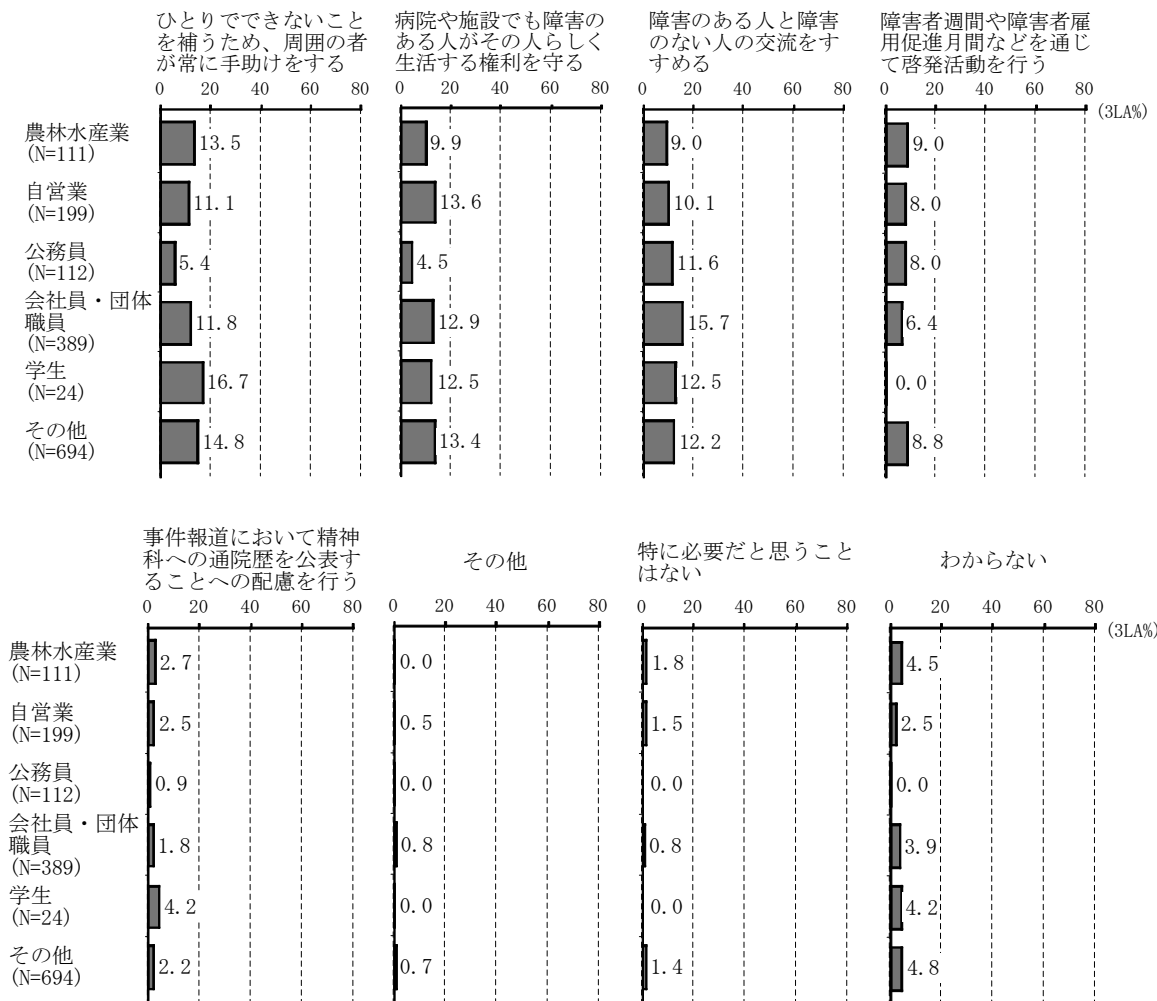 ひとりでできないこと
を補うため、周囲の者
が常に手助けをする
病院や施設でも障害の
ある人がその人らしく
生活する権利を守る
障害のある人と障害
のない人の交流をす
すめる
障害者週間や障害者雇
用促進月間などを通じ
て啓発活動を行う
0 20 40 60 80
0 20 40 60 80
0 20 40 60 80
0 20 40 60 80
(3LA%)
農林水産業
(N=111)
13.5 9.9 9.0 9.0
自営業
(N=199)
11.1 13.6 10.1 8.0
公務員
(N=112)
5.4 4.5 11.6 8.0
会社員・団体
職員
(N=389)
11.8 12.9 15.7 6.4
学生
(N=24)
16.7 12.5 12.5 0.0
その他
(N=694)
14.8 13.4 12.2 8.8
事件報道において精神
科への通院歴を公表す
ることへの配慮を行う
その他
特に必要だと思うこと
はない
わからない
0 20 40 60 80
0 20 40 60 80
0 20 40 60 80
0 20 40 60 80
(3LA%)
農林水産業
(N=111)
2.7 0.0 1.8 4.5
自営業
(N=199)
2.5 0.5 1.5 2.5
公務員
(N=112)
0.9 0.0 0.0 0.0
会社員・団体
職員
(N=389)
1.8 0.8 0.8 3.9
学生
(N=24)
4.2 0.0 0.0 4.2
その他
(N=694)
2.2 0.7 1.4 4.8